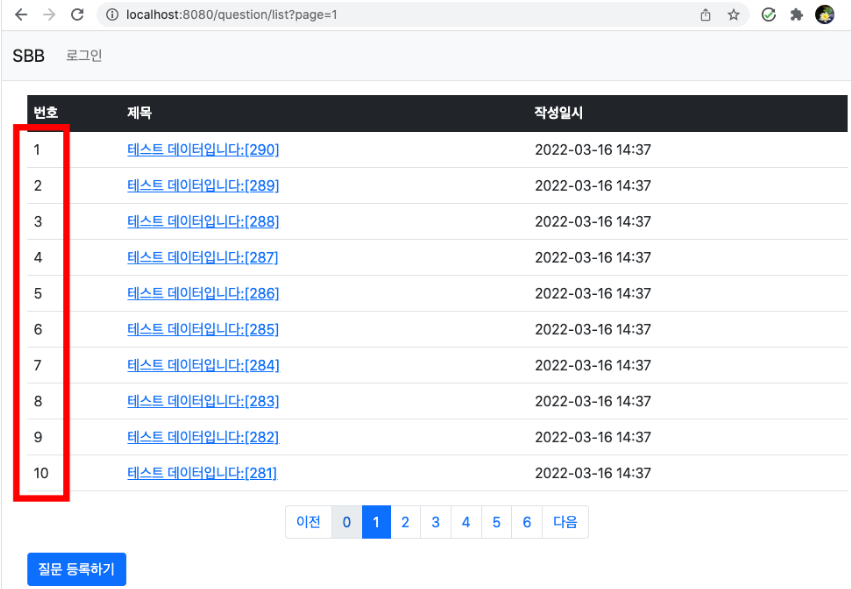 localhost:8080/question/list?page=1
SBB 로그인
번호 제목 작성일시
1 테스트 데이터입니다:[290] 2022-03-16 14:37
2 테스트 데이터입니다:[289] 2022-03-16 14:37
3 테스트 데이터입니다:[288] 2022-03-16 14:37
4 테스트 데이터입니다:[287] 2022-03-16 14:37
5 테스트 데이터입니다:[286] 2022-03-16 14:37
6 테스트 데이터입니다:[285] 2022-03-16 14:37
7 테스트 데이터입니다:[284] 2022-03-16 14:37
8 테스트 데이터입니다:[283] 2022-03-16 14:37
9 테스트 데이터입니다:[282] 2022-03-16 14:37
10 테스트 데이터입니다:[281] 2022-03-16 14:37
이전 0 1 2 3 4 5 6 다음
질문 등록하기